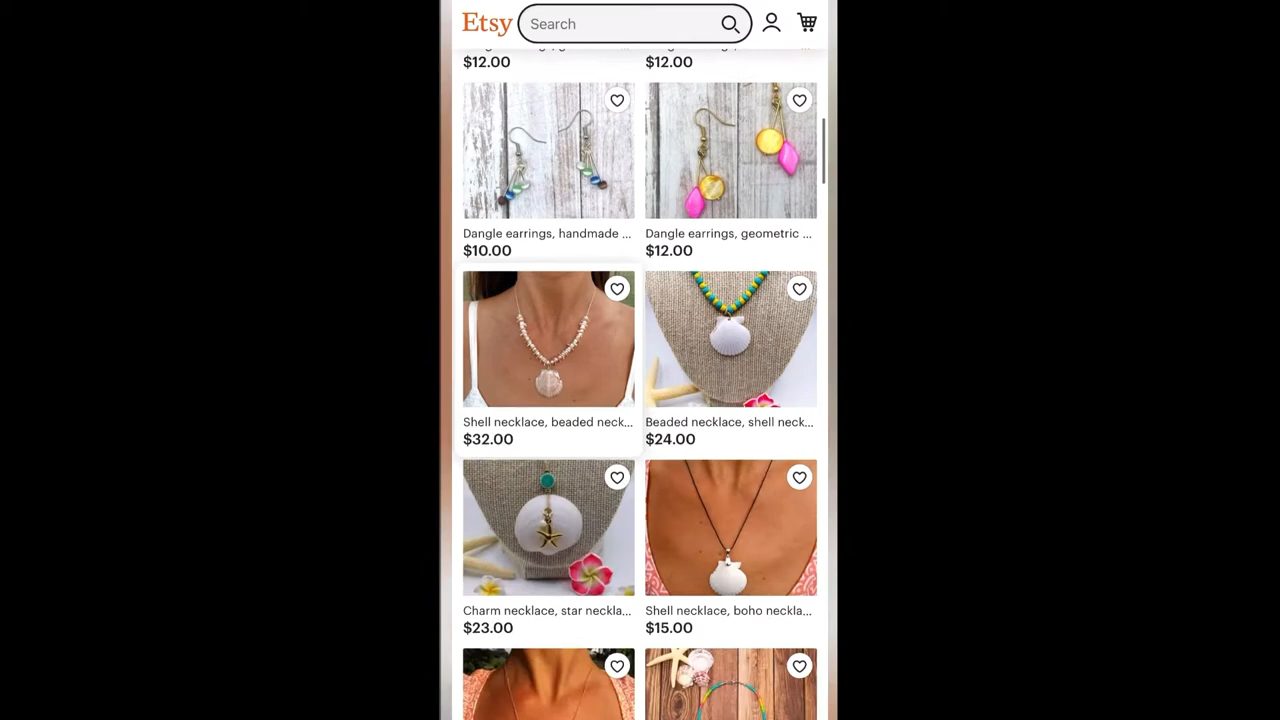 Etsy
Search
$12.00
$12.00
Dangle earrings, handmade ...
Dangle earrings, geometric ...
$10.00
$12.00
Shell necklace, beaded neck...
Beaded necklace, shell neck...
$32.00
$24.00
Charm necklace, star neckla...
Shell necklace, boho neckla...
$23.00
$15.00